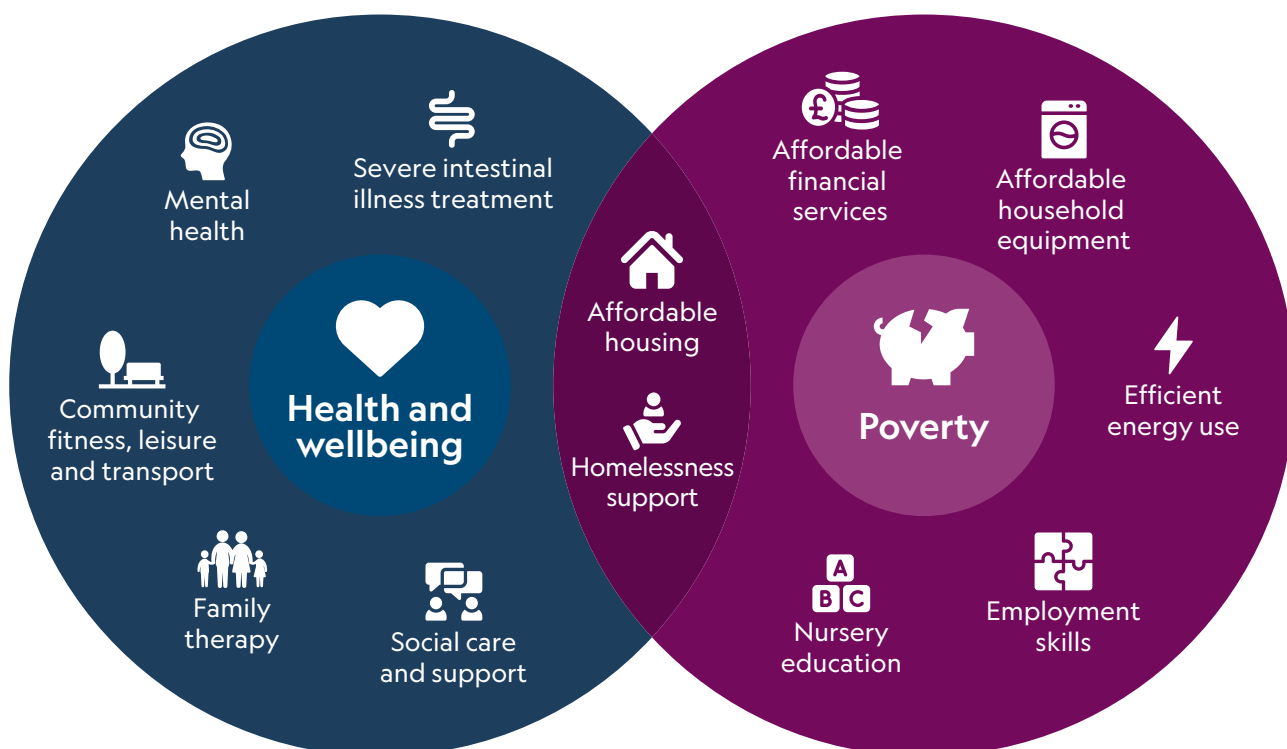 Mental
health
Severe intestinal
illness treatment
Community
fitness, leisure
and transport
Health and
wellbeing
Family
therapy
Social care
and support
Affordable
housing
Homelessness
support
£
Affordable
financial
services
Affordable
household
equipment
Poverty
Efficient
energy use
A
B C
Nursery
education
Employment
skills